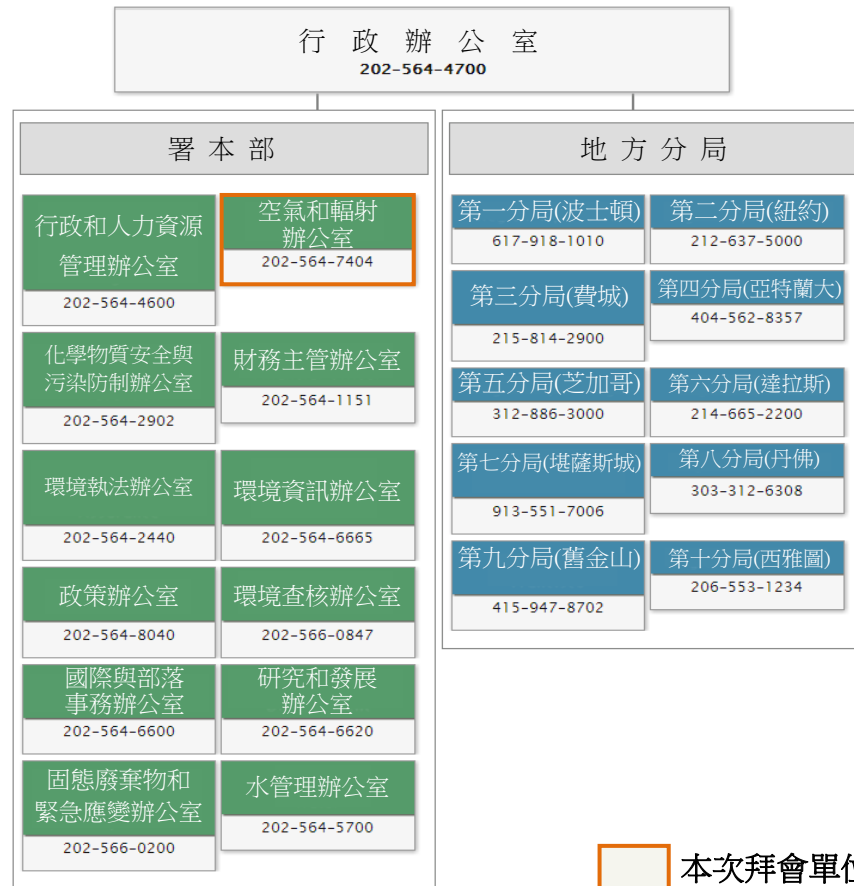 行政辦公室
202-564-4700
署本部
行政和人力資源
管理辦公室
202-564-4600
空氣和輻射
辦公室
202-564-7404
化學物質安全與
污染防制辦公室
202-564-2902
財務主管辦公室
202-564-1151
環境執法辦公室
202-564-2440
環境資訊辦公室
202-564-6665
政策辦公室
202-564-8040
環境查核辦公室
202-566-0847
國際與部落
事務辦公室
202-564-6600
研究和發展
辦公室
202-564-6620
固態廢棄物和
緊急應變辦公室
202-566-0200
水管理辦公室
202-564-5700
地方分局
第一分局(波士頓)
617-918-1010
第二分局(紐約)
212-637-5000
第三分局(費城)
215-814-2900
第四分局(亞特蘭大)
404-562-8357
第五分局(芝加哥)
312-886-3000
第六分局(達拉斯)
214-665-2200
第七分局(堪薩斯城)
913-551-7006
第八分局(丹佛)
303-312-6308
第九分局(舊金山)
415-947-8702
第十分局(西雅圖)
206-553-1234
本次拜會單位